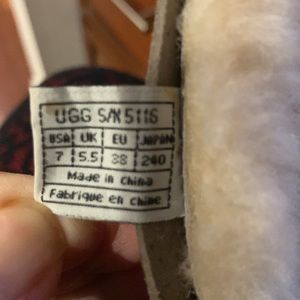 UGG S/N 5116
USA UK EU JAPAN
7 5.5 38 240
Made in China
Fabrique en Chine